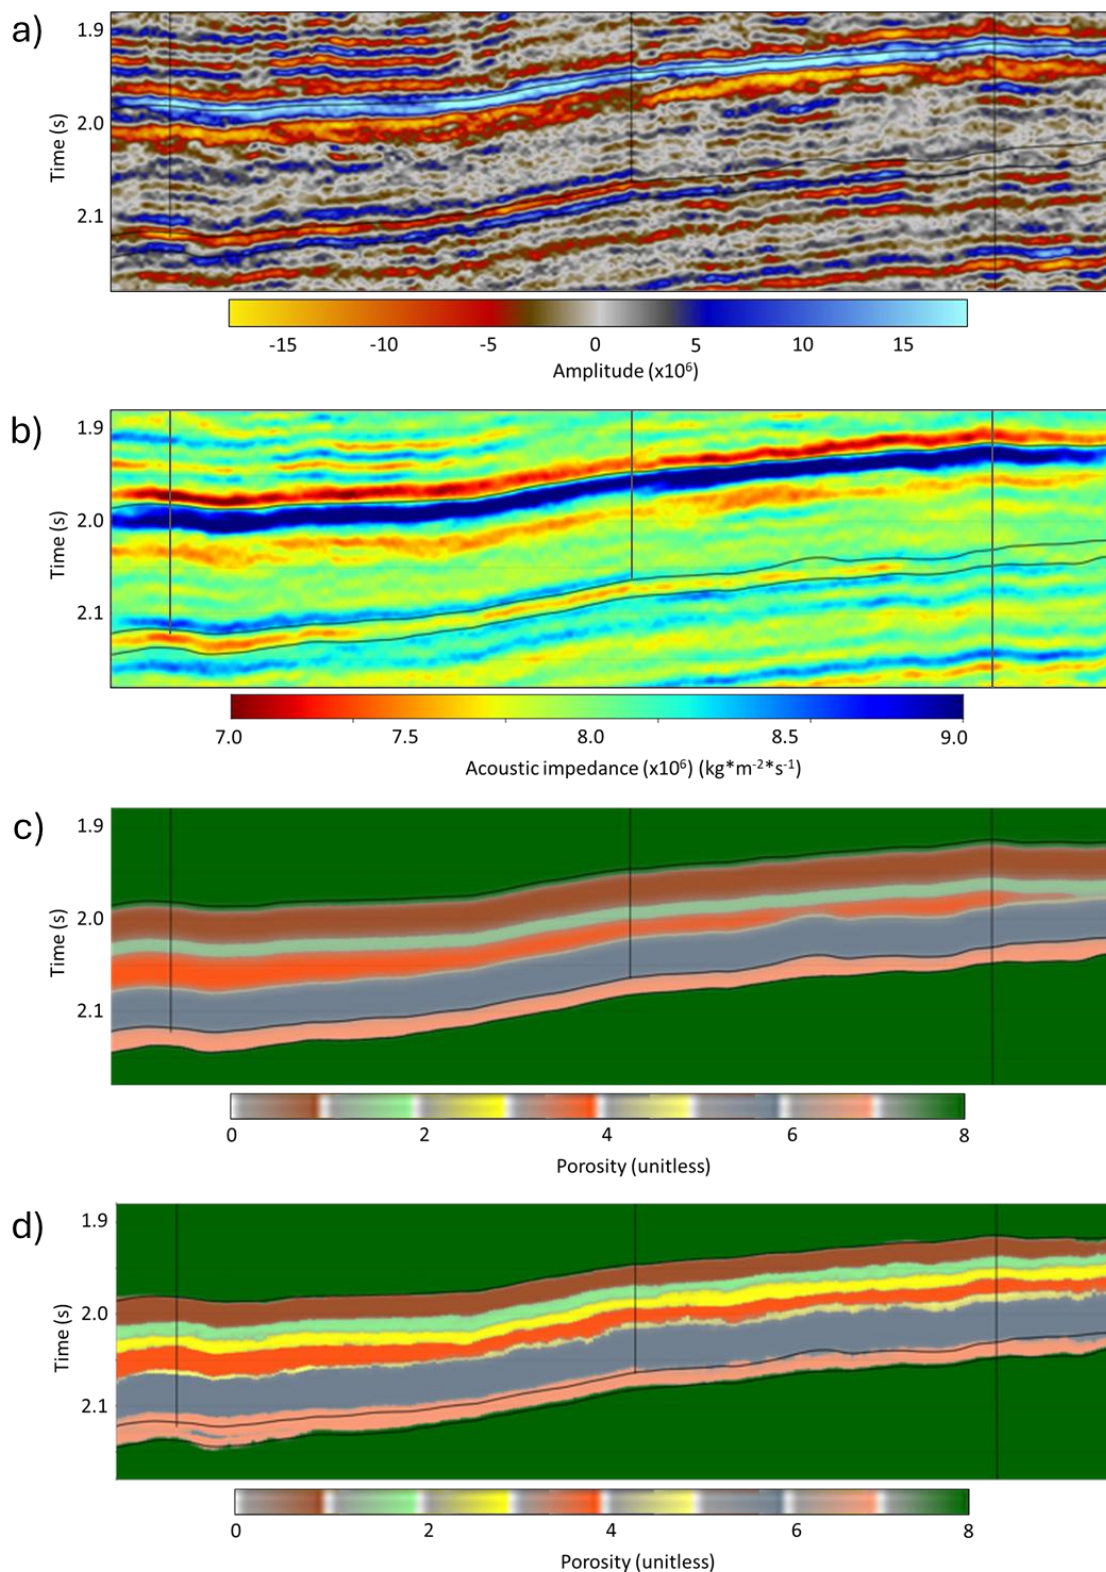 a)
1.9
2.0
2.1
Time (s)
-15 -10 -5 0 5 10 15
Amplitude (x10⁶)
b)
1.9
2.0
2.1
Time (s)
7.0 7.5 8.0 8.5 9.0
Acoustic impedance (x10⁶) (kg*m⁻²*s⁻¹)
c)
1.9
2.0
2.1
Time (s)
0 2 4 6 8
Porosity (unitless)
d)
1.9
2.0
2.1
Time (s)
0 2 4 6 8
Porosity (unitless)